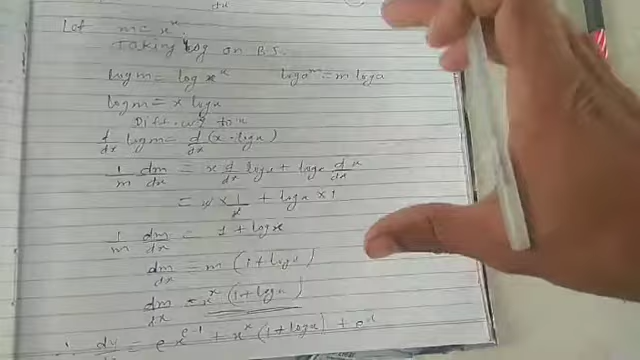 Let m = x^x
Taking log on B.S.
log m = log x^x log a^m = m log a
log m = x log x
Diff. w.r. to x
d/dx log m = d/dx (x · log x)
1/m dm/dx = x d/dx log x + log x d/dx x
= x × 1/x + log x × 1
1/m dm/dx = 1 + log x
dm/dx = m (1 + log x)
dm/dx = x^x (1 + log x)
∴ dy/dx = e x^e-1 + x^x (1 + log x) + e^x